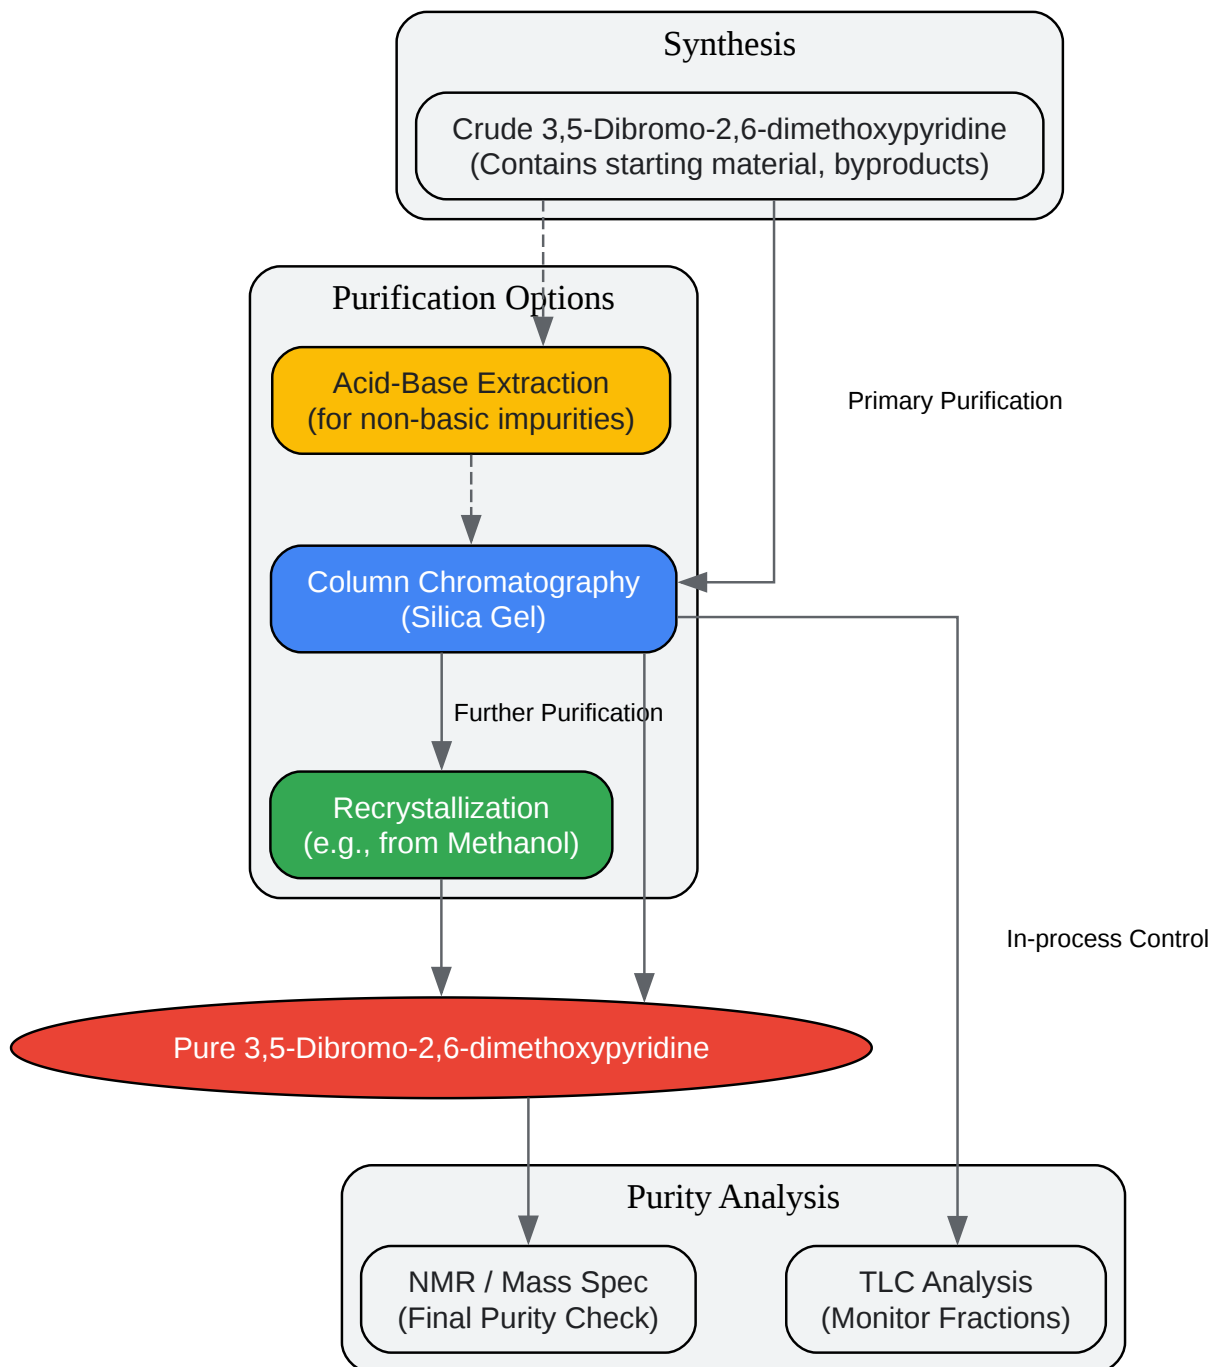 Synthesis
Crude 3,5-Dibromo-2,6-dimethoxypyridine
(Contains starting material, byproducts)
Purification Options
Acid-Base Extraction
(for non-basic impurities)
Primary Purification
Column Chromatography
(Silica Gel)
Further Purification
Recrystallization
(e.g., from Methanol)
In-process Control
Pure 3,5-Dibromo-2,6-dimethoxypyridine
Purity Analysis
NMR / Mass Spec
(Final Purity Check)
TLC Analysis
(Monitor Fractions)